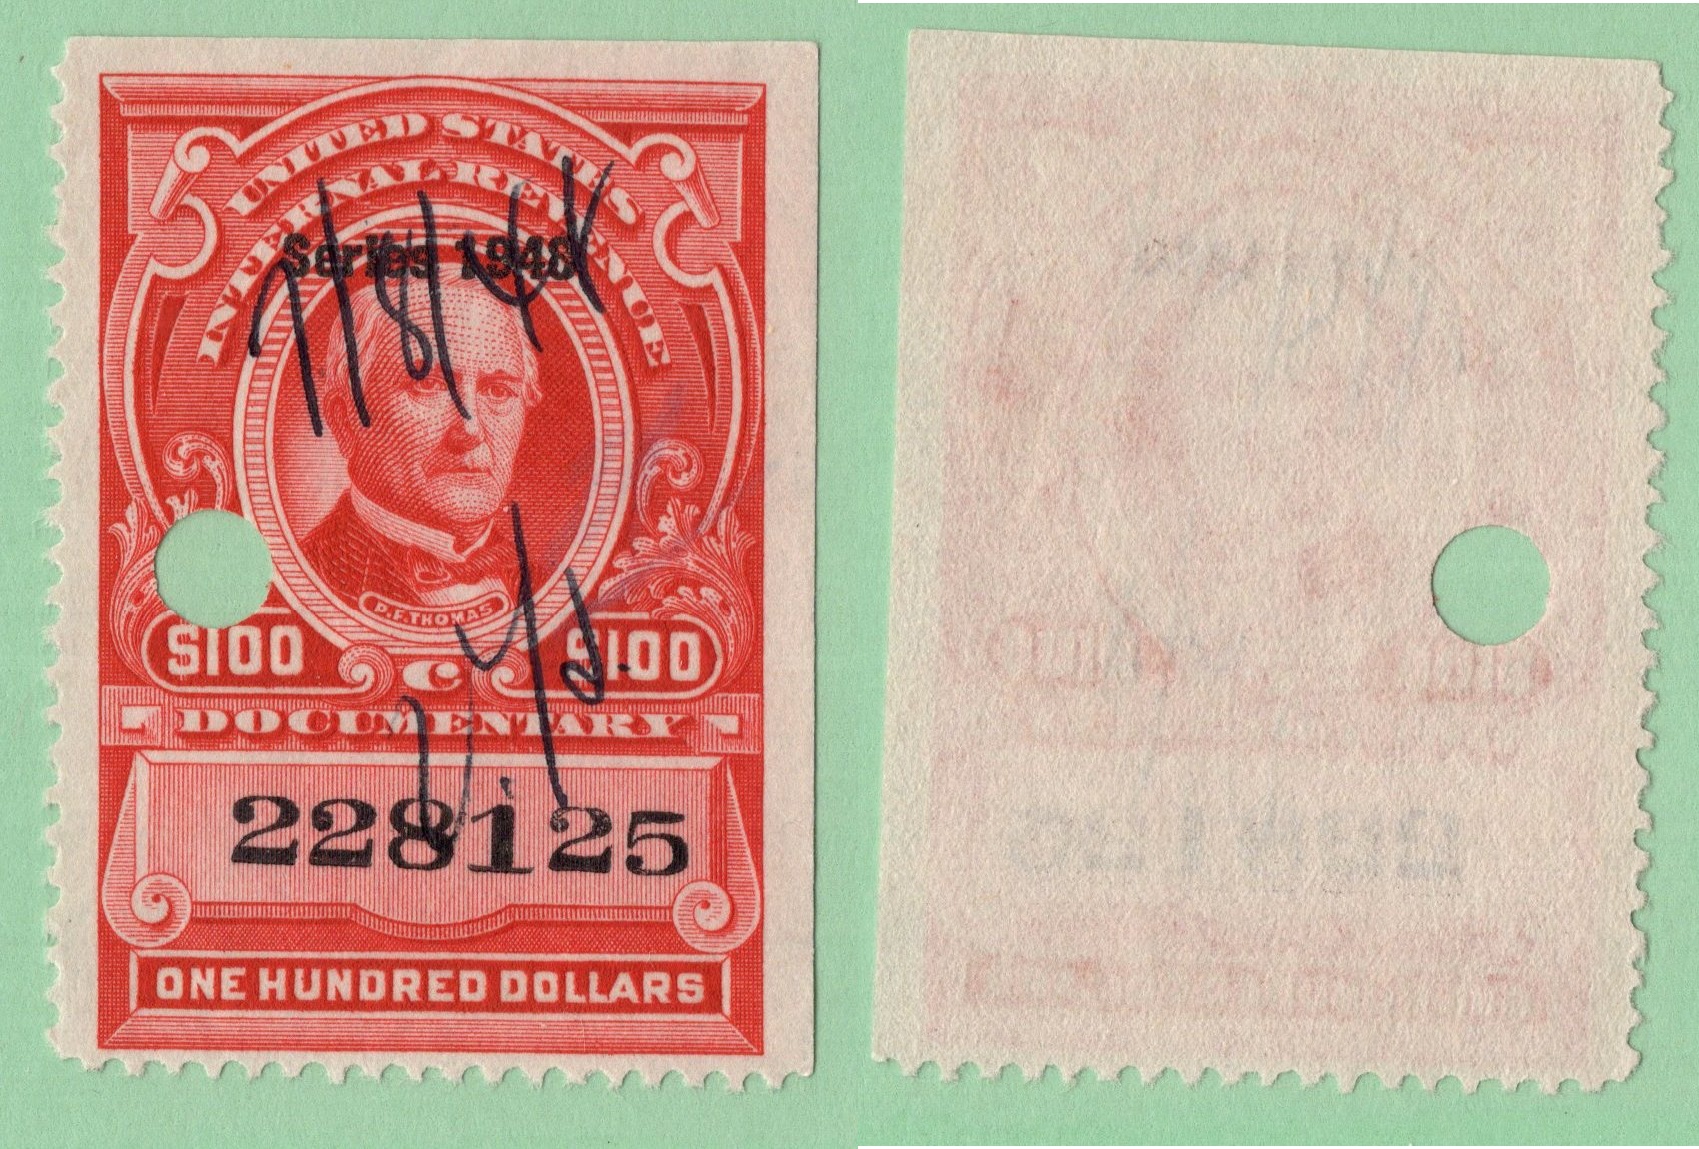 UNITED STATES
INTERNAL REVENUE
Series 1948
7/8/48
P.F. THOMAS
$100 C $100
DOCUMENTARY
228125
ONE HUNDRED DOLLARS